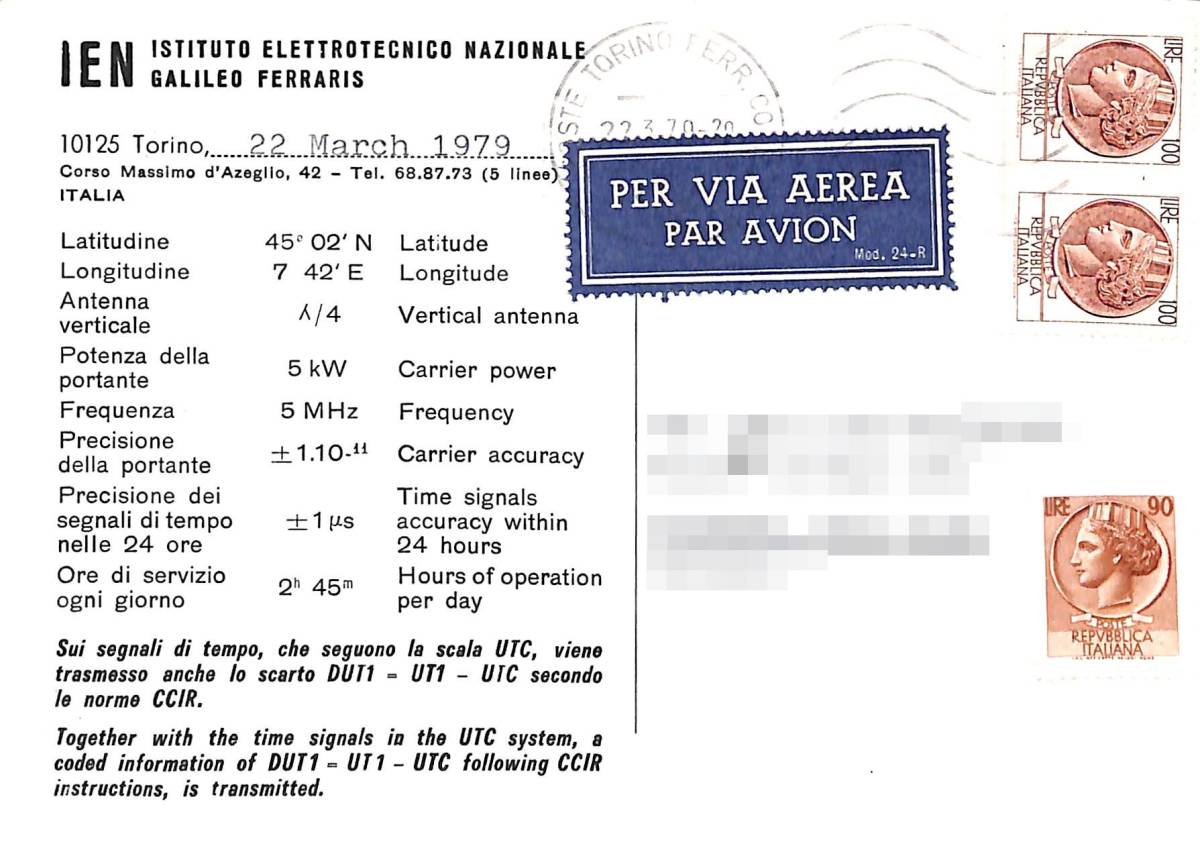 IEN ISTITUTO ELETTROTECNICO NAZIONALE
GALILEO FERRARIS
10125 Torino, 22 March 1979
Corso Massimo d'Azeglio, 42 – Tel. 68.87.73 (5 linee)
ITALIA
Latitudine 45° 02' N Latitude
Longitudine 7 42' E Longitude
Antenna
verticale λ/4 Vertical antenna
Potenza della
portante 5 kW Carrier power
Frequenza 5 MHz Frequency
Precisione
della portante ±1.10-¹¹ Carrier accuracy
Precisione dei
segnali di tempo
nelle 24 ore
±1 μs
Time signals
accuracy within
24 hours
Ore di servizio
ogni giorno
2ʰ 45ᵐ
Hours of operation
per day
Sui segnali di tempo, che seguono la scala UTC, viene
trasmesso anche lo scarto DUT1 = UT1 – UTC secondo
le norme CCIR.
Together with the time signals in the UTC system, a
coded information of DUT1 = UT1 – UTC following CCIR
instructions, is transmitted.
TORINO FERR. CO
PER VIA AEREA
PAR AVION
Mod. 24-R
LIRE 100
POSTE
REPVBBLICA
ITALIANA
LIRE 100
POSTE
REPVBBLICA
ITALIANA
LIRE 90
POSTE
REPVBBLICA
ITALIANA